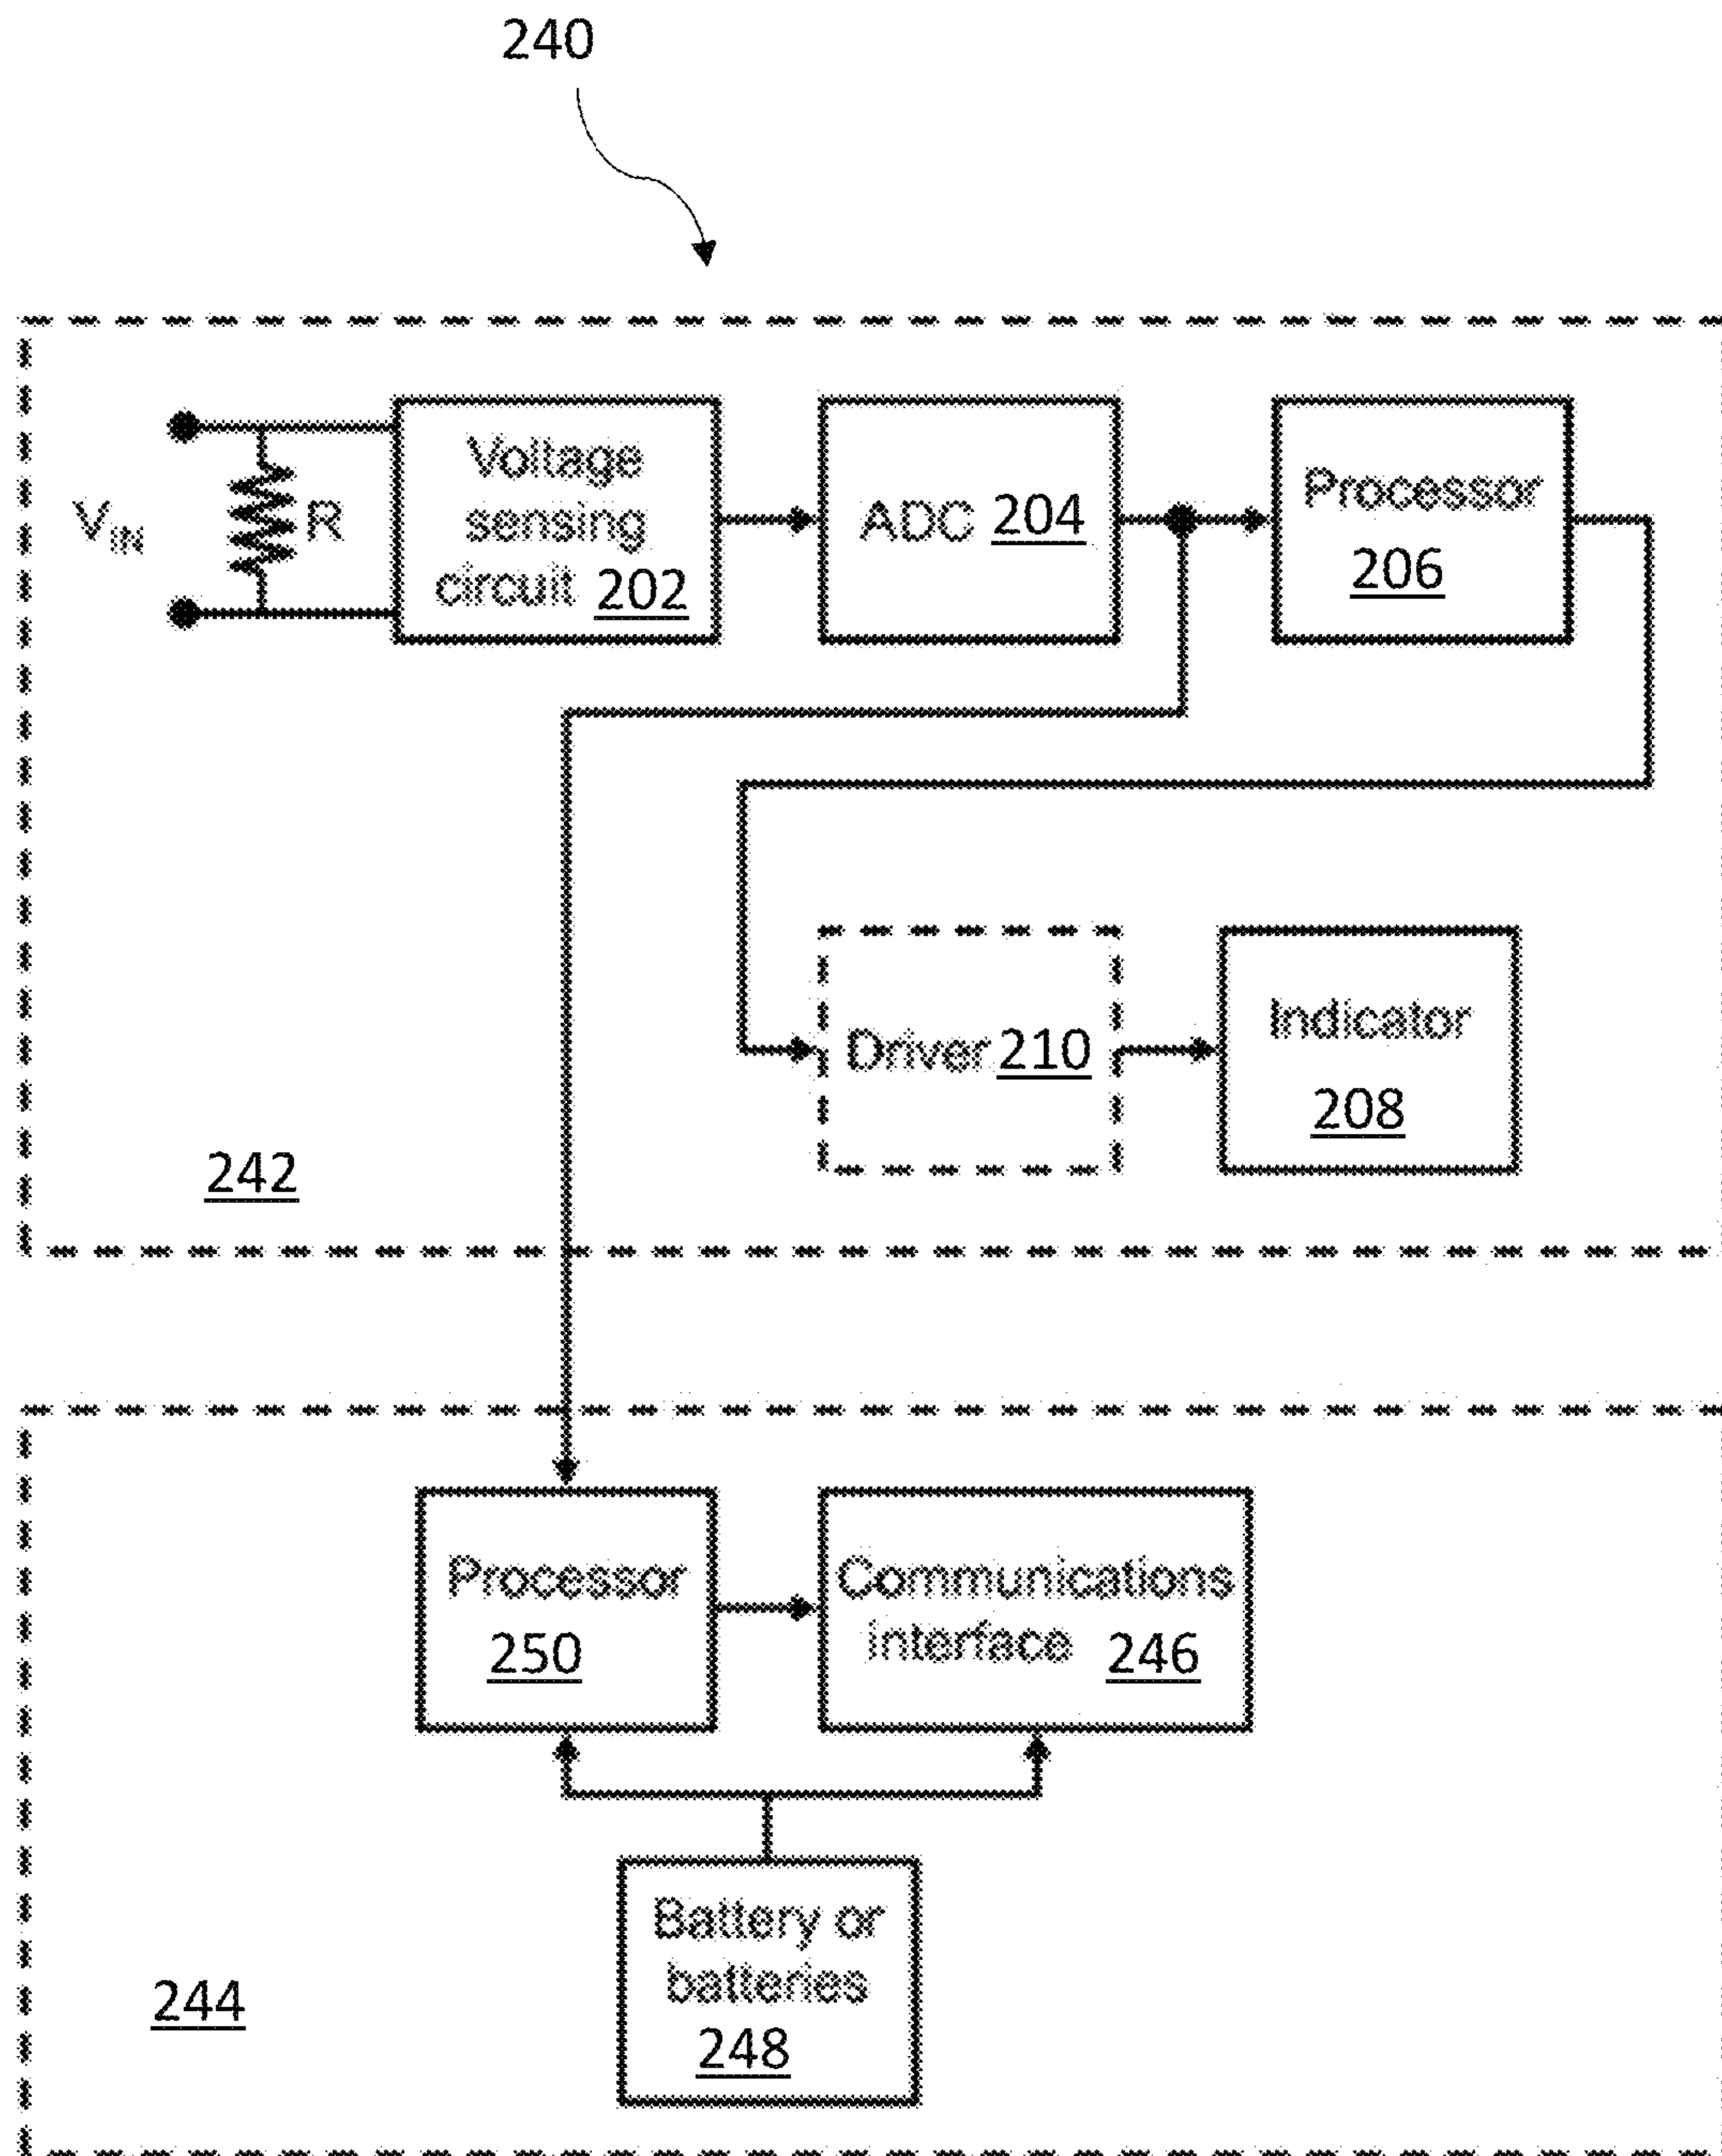 240
Voltage
sensing
circuit 202
V_IN
R
ADC 204
Processor
206
Driver 210
Indicator
208
242
Processor
250
Communications
interface 246
Battery or
batteries
248
244